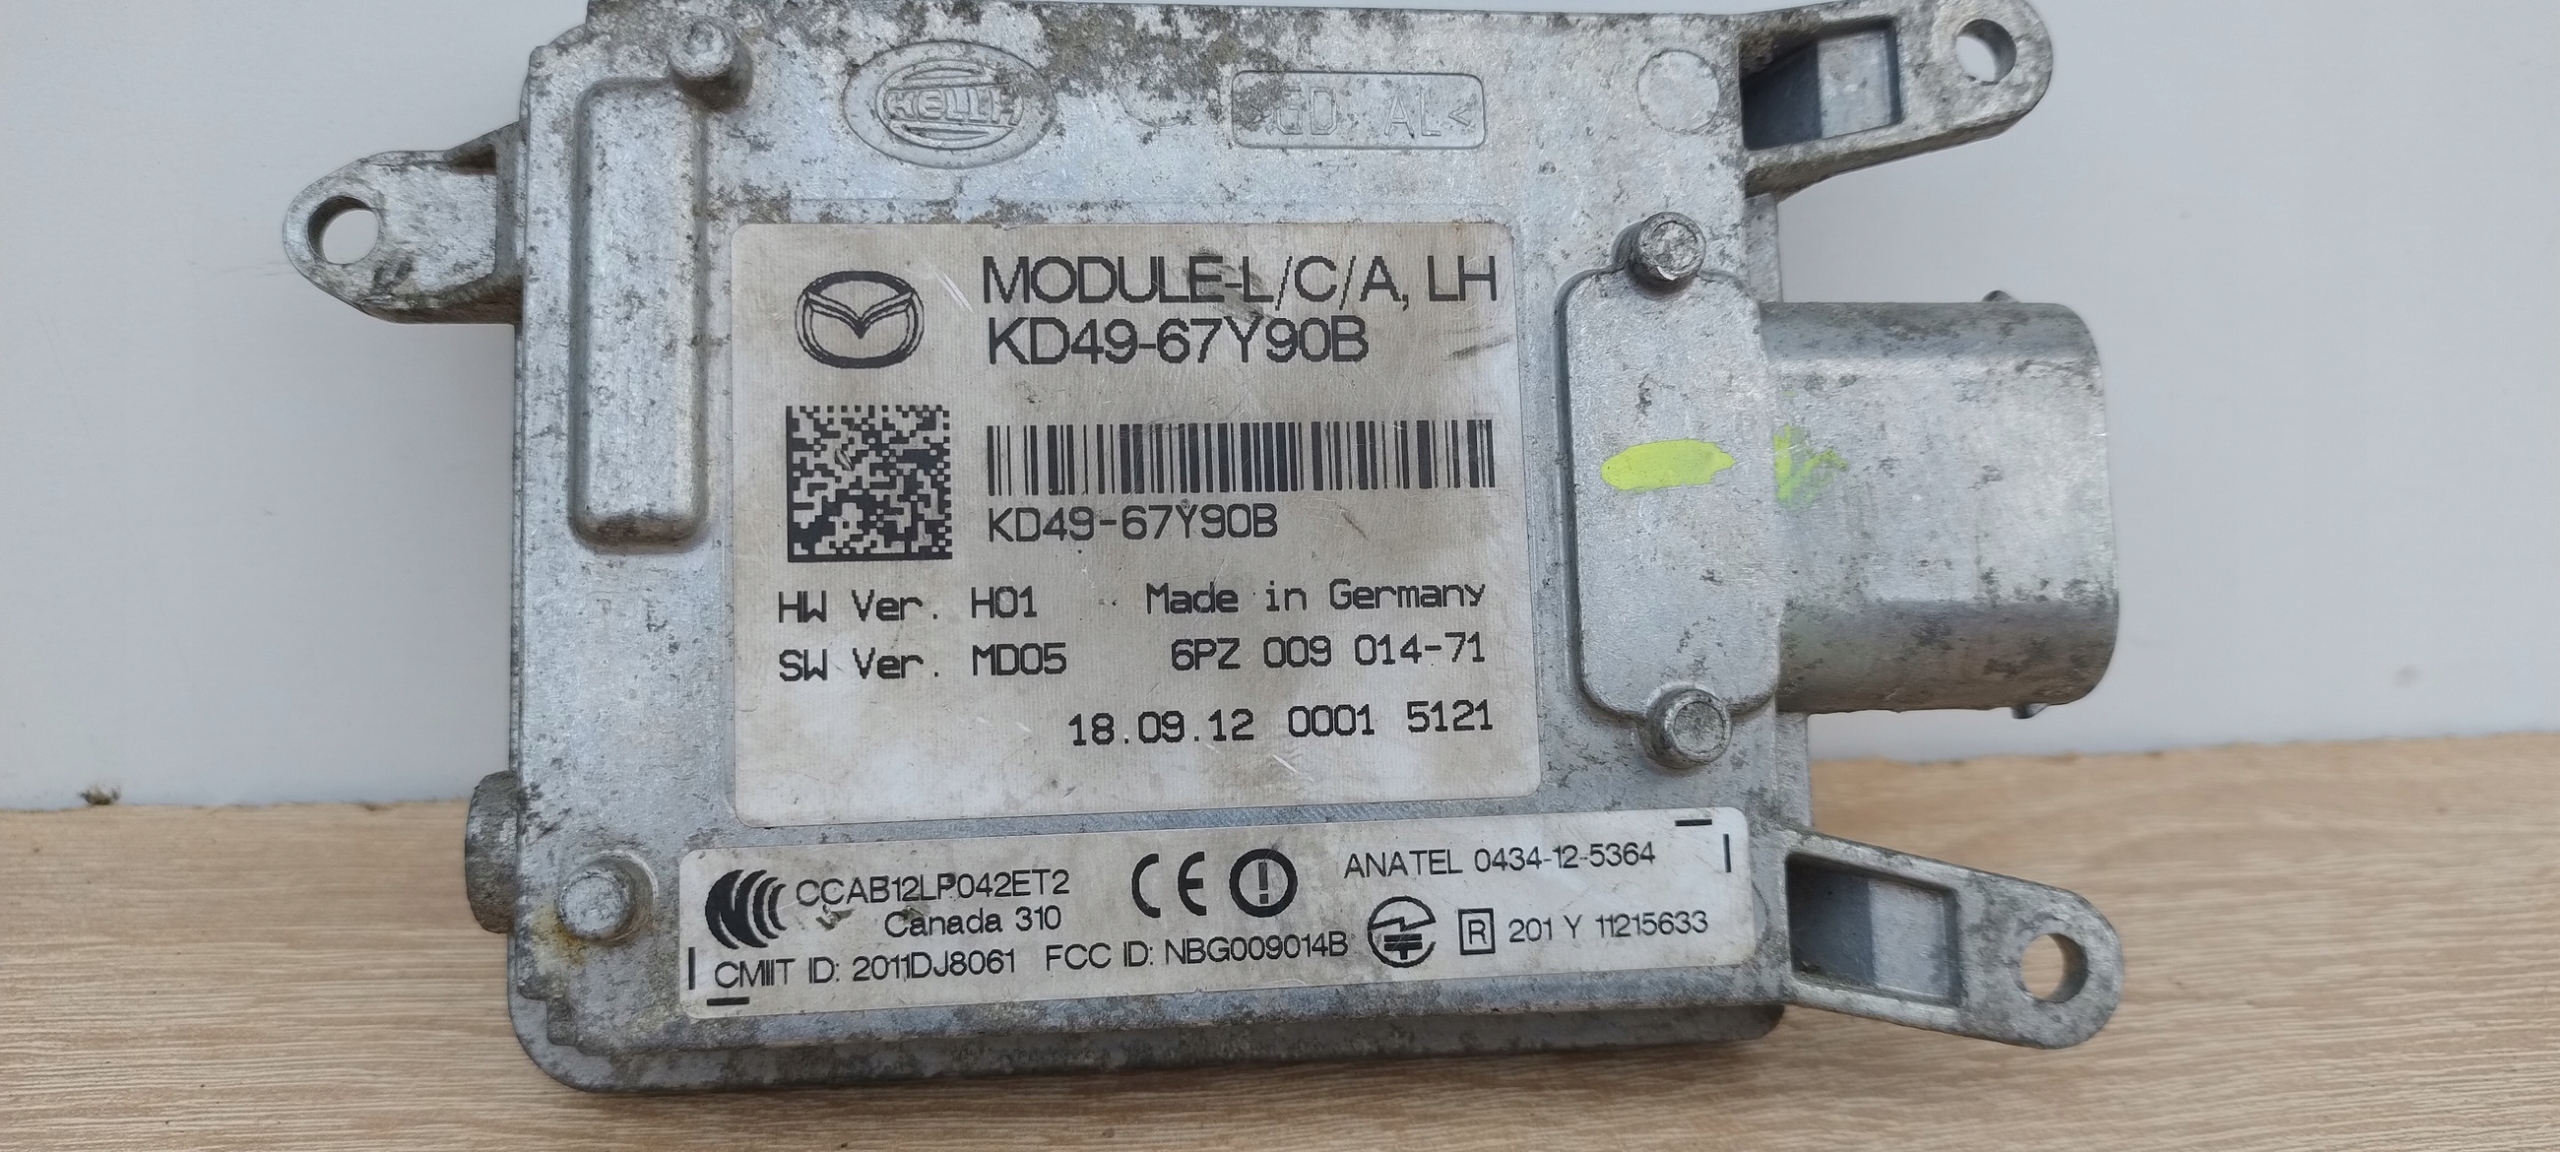 HELLA
GD AL<
MODULE-L/C/A, LH
KD49-67Y90B
KD49-67Y90B
HW Ver. H01 Made in Germany
SW Ver. MD05 6PZ 009 014-71
18.09.12 0001 5121
CCAB12LP042ET2
Canada 310
CMIIT ID: 2011DJ8061 FCC ID: NBG009014B
CE
ANATEL 0434-12-5364
R 201 Y 11215633